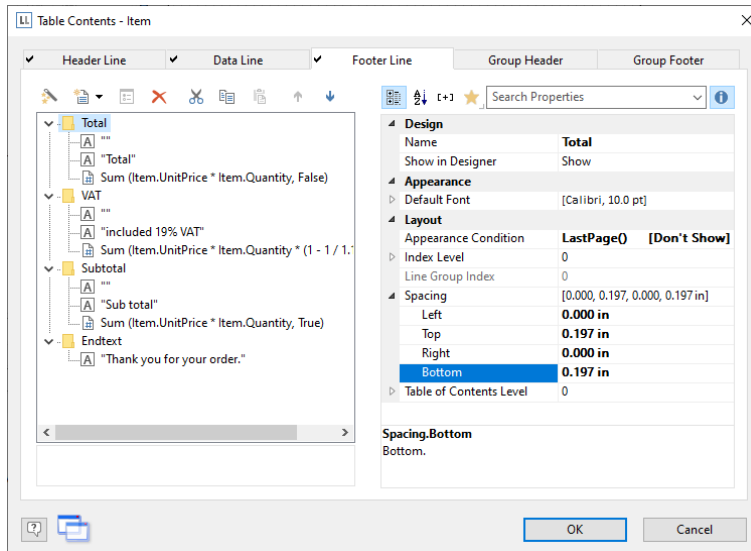 LL Table Contents - Item
Header Line Data Line Footer Line Group Header Group Footer
Search Properties
Total
""
"Total"
Sum (Item.UnitPrice * Item.Quantity, False)
VAT
""
"included 19% VAT"
Sum (Item.UnitPrice * Item.Quantity * (1 - 1 / 1.1
Subtotal
""
"Sub total"
Sum (Item.UnitPrice * Item.Quantity, True)
Endtext
"Thank you for your order."
Design
Name Total
Show in Designer Show
Appearance
Default Font [Calibri, 10.0 pt]
Layout
Appearance Condition LastPage() [Don't Show]
Index Level 0
Line Group Index 0
Spacing [0.000, 0.197, 0.000, 0.197 in]
Left 0.000 in
Top 0.197 in
Right 0.000 in
Bottom 0.197 in
Table of Contents Level 0
Spacing.Bottom
Bottom.
OK Cancel